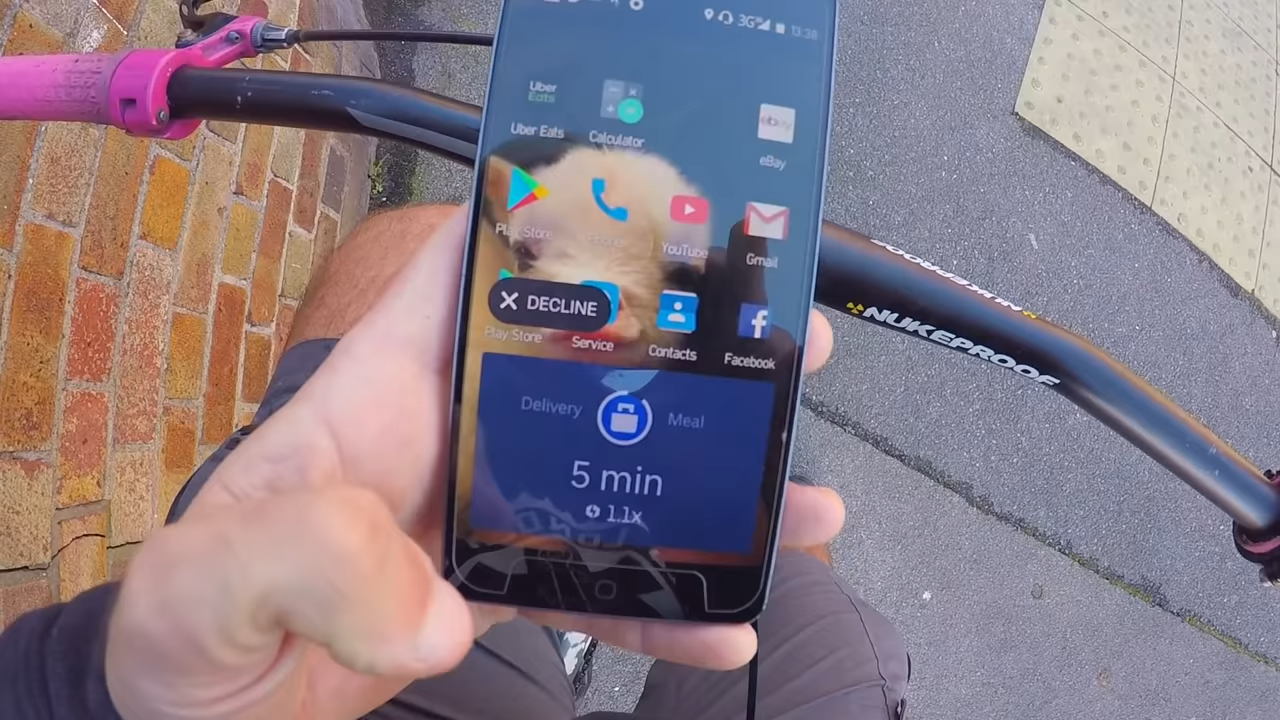 3G 13:38
Uber
Eats
Uber Eats
Calculator
ebay
eBay
Play Store
YouTube
Gmail
DECLINE
Play Store
Service
Contacts
Facebook
Delivery
Meal
5 min
1.1x
NUKEPROOF
NUKEPROOF